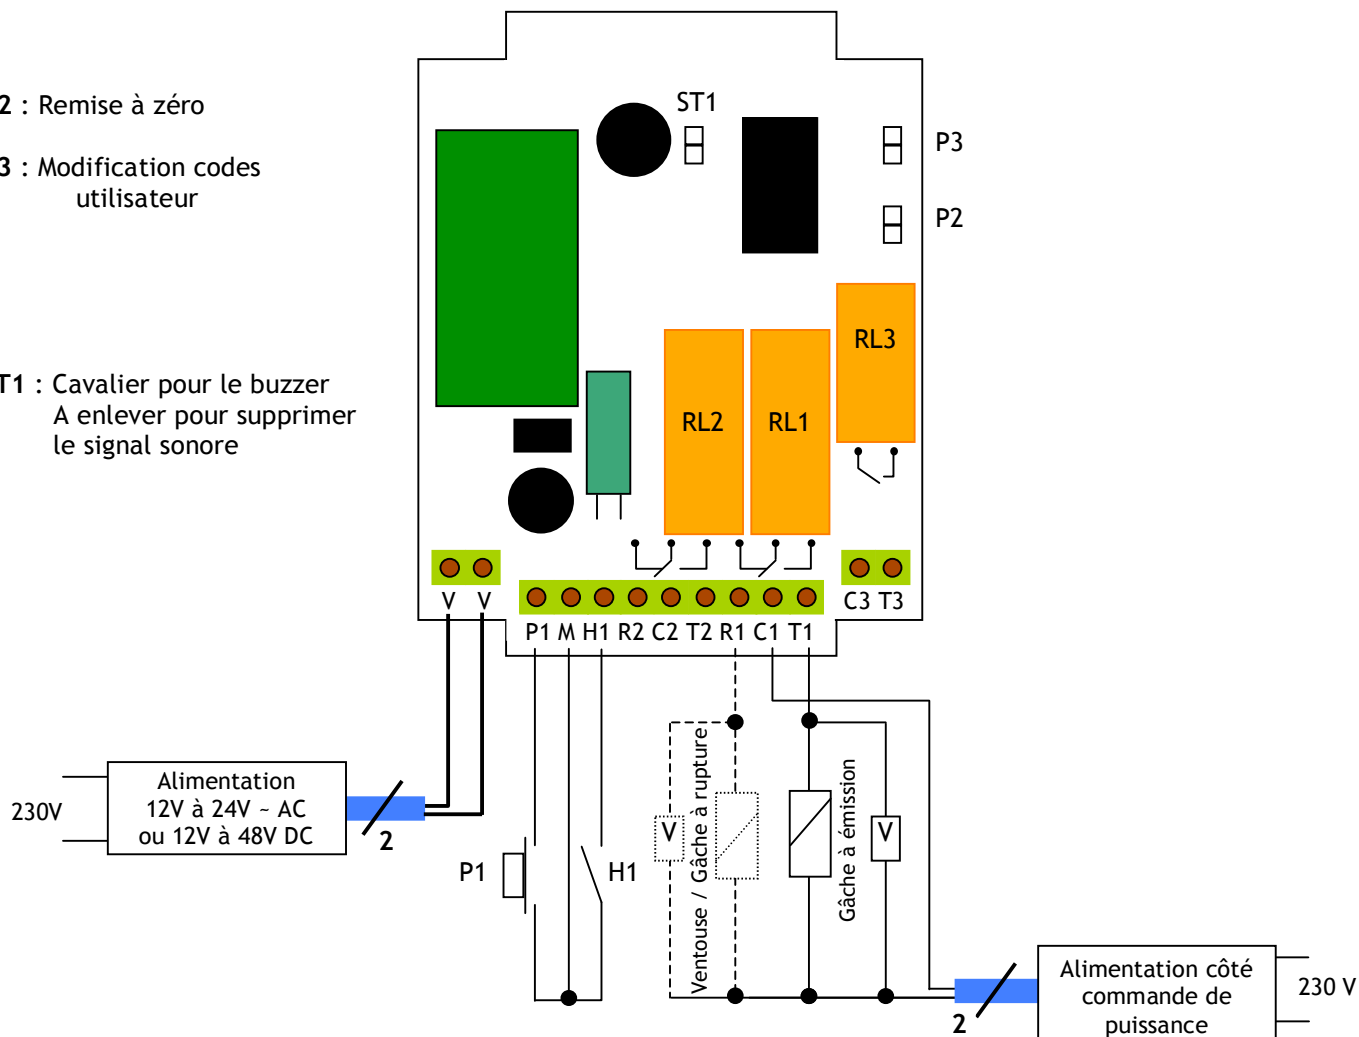 2 : Remise à zéro
3 : Modification codes
utilisateur
T1 : Cavalier pour le buzzer
A enlever pour supprimer
le signal sonore
ST1
P3
P2
RL3
RL2
RL1
V V
P1 M H1 R2 C2 T2 R1 C1 T1
C3 T3
230V
Alimentation
12V à 24V ~ AC
ou 12V à 48V DC
2
P1
H1
V
Ventouse / Gâche à rupture
Gâche à émission
V
2
Alimentation côté
commande de
puissance
230 V